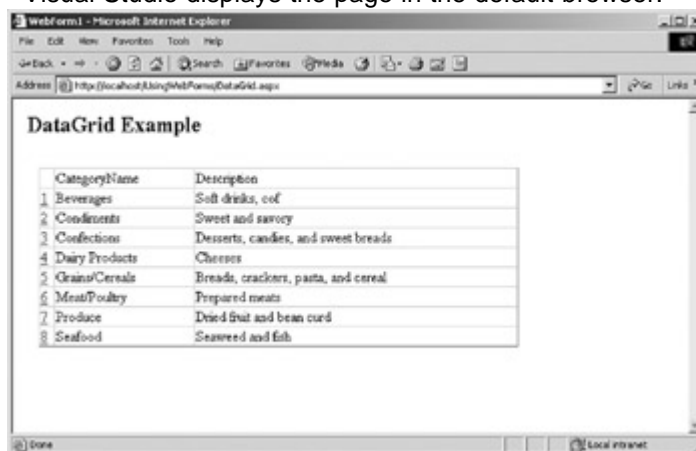 Visual Studio displays the page in the default browser.
WebForm1 - Microsoft Internet Explorer
File Edit View Favorites Tools Help
Back Search Favorites Media
Address http://localhost/UsingWebForms/DataGrid.aspx Go Links
DataGrid Example
CategoryName Description
1 Beverages Soft drinks, cof
2 Condiments Sweet and savory
3 Confections Desserts, candies, and sweet breads
4 Dairy Products Cheeses
5 Grains/Cereals Breads, crackers, pasta, and cereal
6 Meat/Poultry Prepared meats
7 Produce Dried fruit and bean curd
8 Seafood Seaweed and fish
Done Local intranet